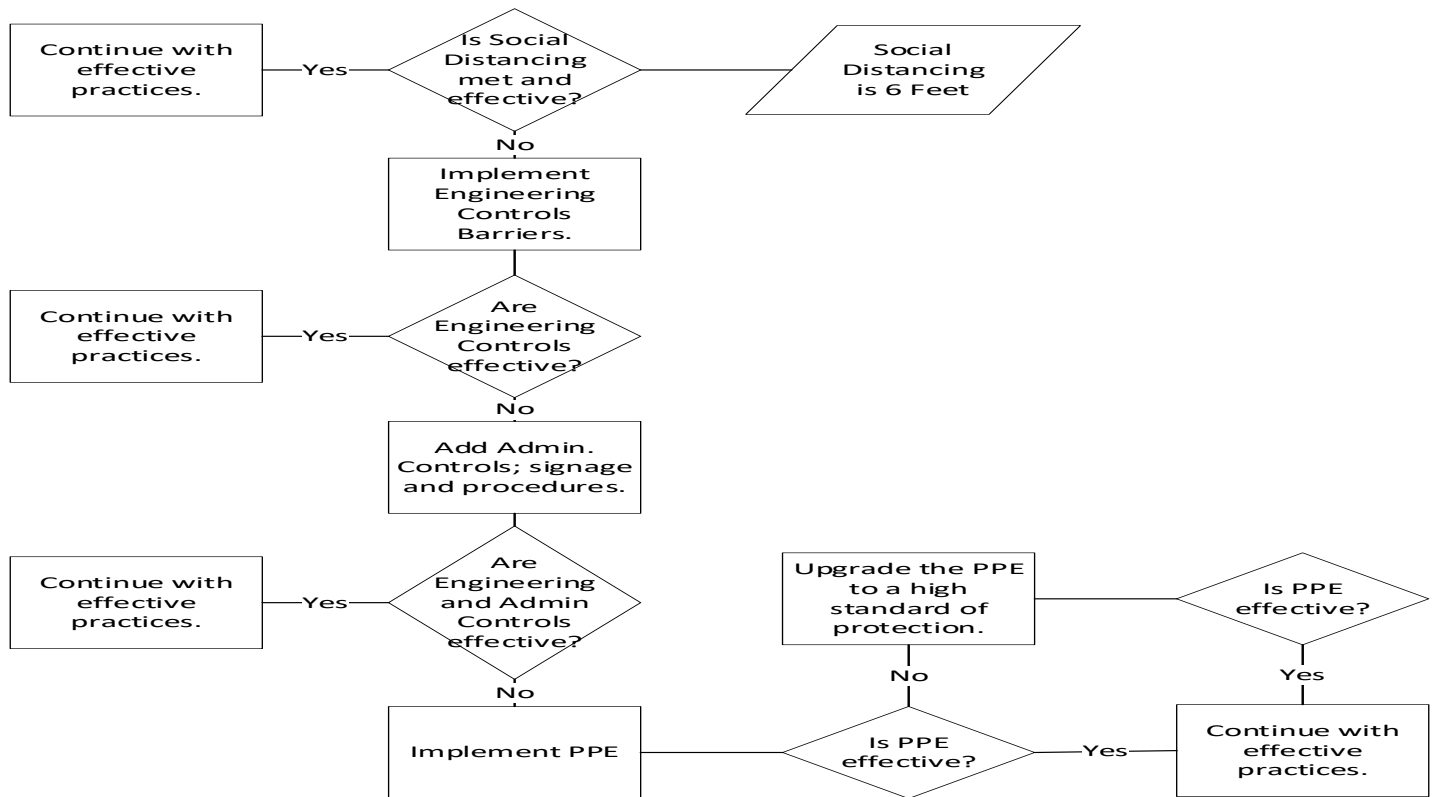 Continue with
effective
practices.
Yes
Is Social
Distancing
met and
effective?
Social
Distancing
is 6 Feet
No
Implement
Engineering
Controls
Barriers.
Continue with
effective
practices.
Yes
Are
Engineering
Controls
effective?
No
Add Admin.
Controls; signage
and procedures.
Continue with
effective
practices.
Yes
Are
Engineering
and Admin
Controls
effective?
No
Implement PPE
Is PPE
effective?
No
Upgrade the PPE
to a high
standard of
protection.
Is PPE
effective?
Yes
Yes
Continue with
effective
practices.